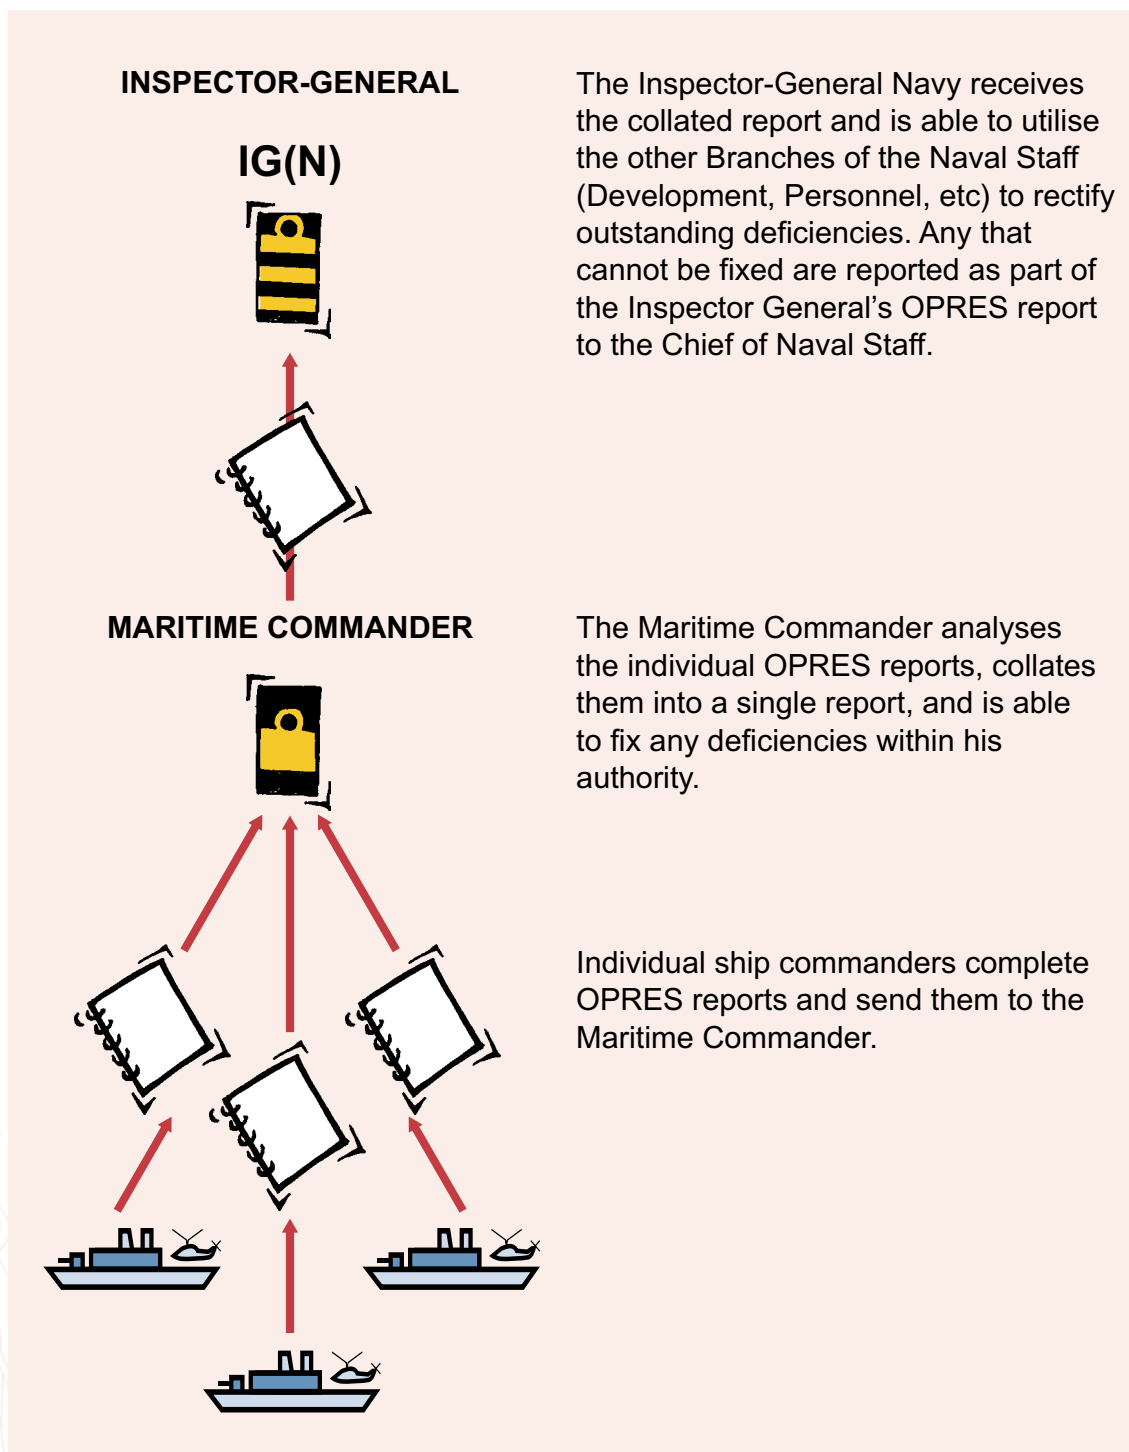 INSPECTOR-GENERAL
IG(N)
The Inspector-General Navy receives
the collated report and is able to utilise
the other Branches of the Naval Staff
(Development, Personnel, etc) to rectify
outstanding deficiencies. Any that
cannot be fixed are reported as part of
the Inspector General’s OPRES report
to the Chief of Naval Staff.
MARITIME COMMANDER
The Maritime Commander analyses
the individual OPRES reports, collates
them into a single report, and is able
to fix any deficiencies within his
authority.
Individual ship commanders complete
OPRES reports and send them to the
Maritime Commander.